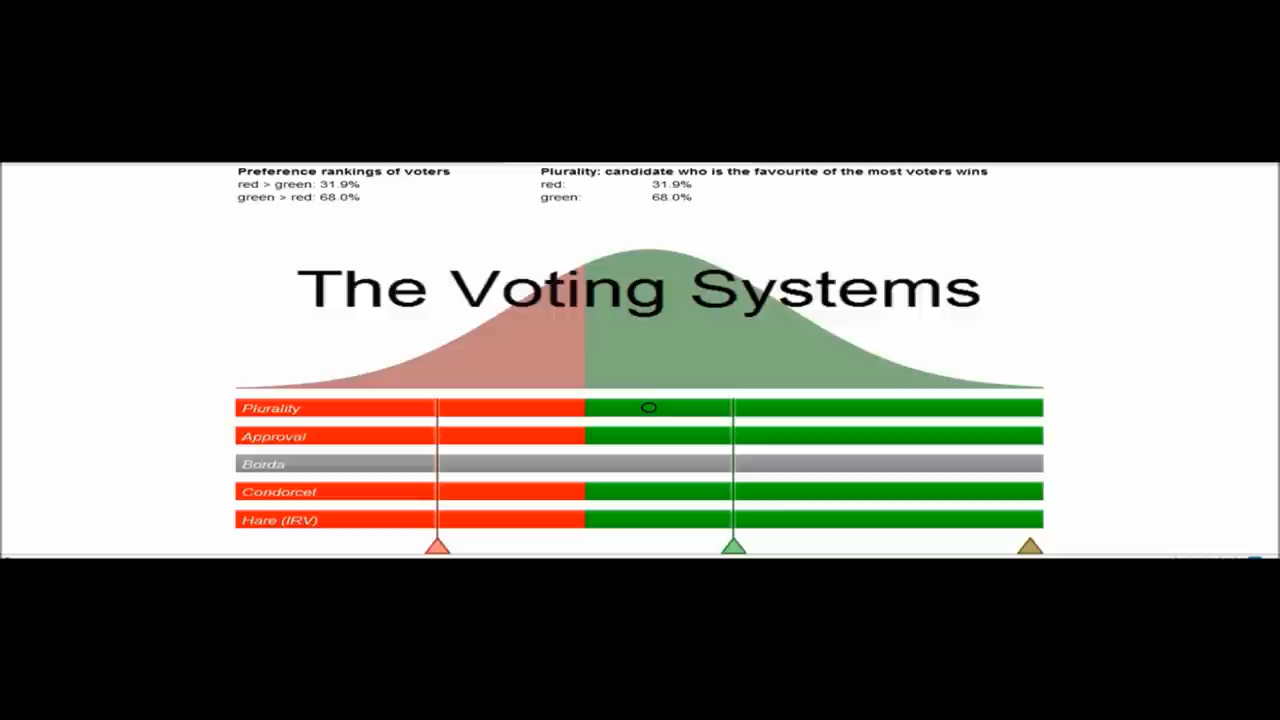 Preference rankings of voters
red > green: 31.9%
green > red: 68.0%
Plurality: candidate who is the favourite of the most voters wins
red: 31.9%
green: 68.0%
The Voting Systems
Plurality
Approval
Borda
Condorcet
Hare (IRV)